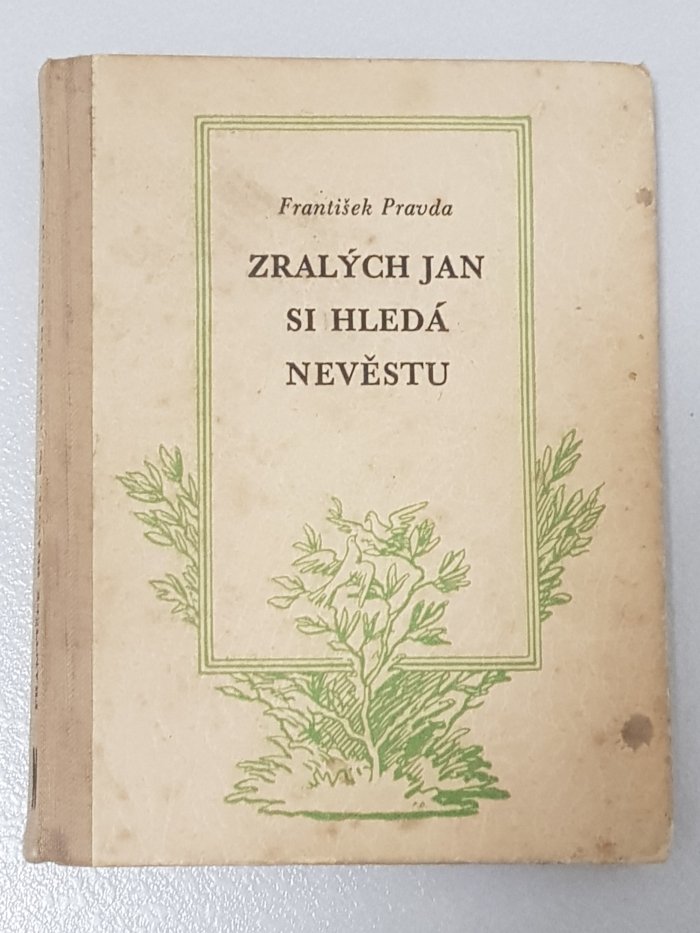 František Pravda
ZRALÝCH JAN
SI HLEDÁ
NEVĚSTU